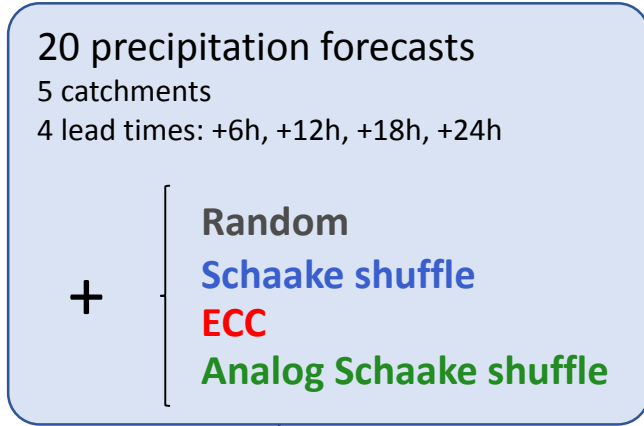 20 precipitation forecasts
5 catchments
4 lead times: +6h, +12h, +18h, +24h
Random
Schaake shuffle
+
ECC
Analog Schaake shuffle